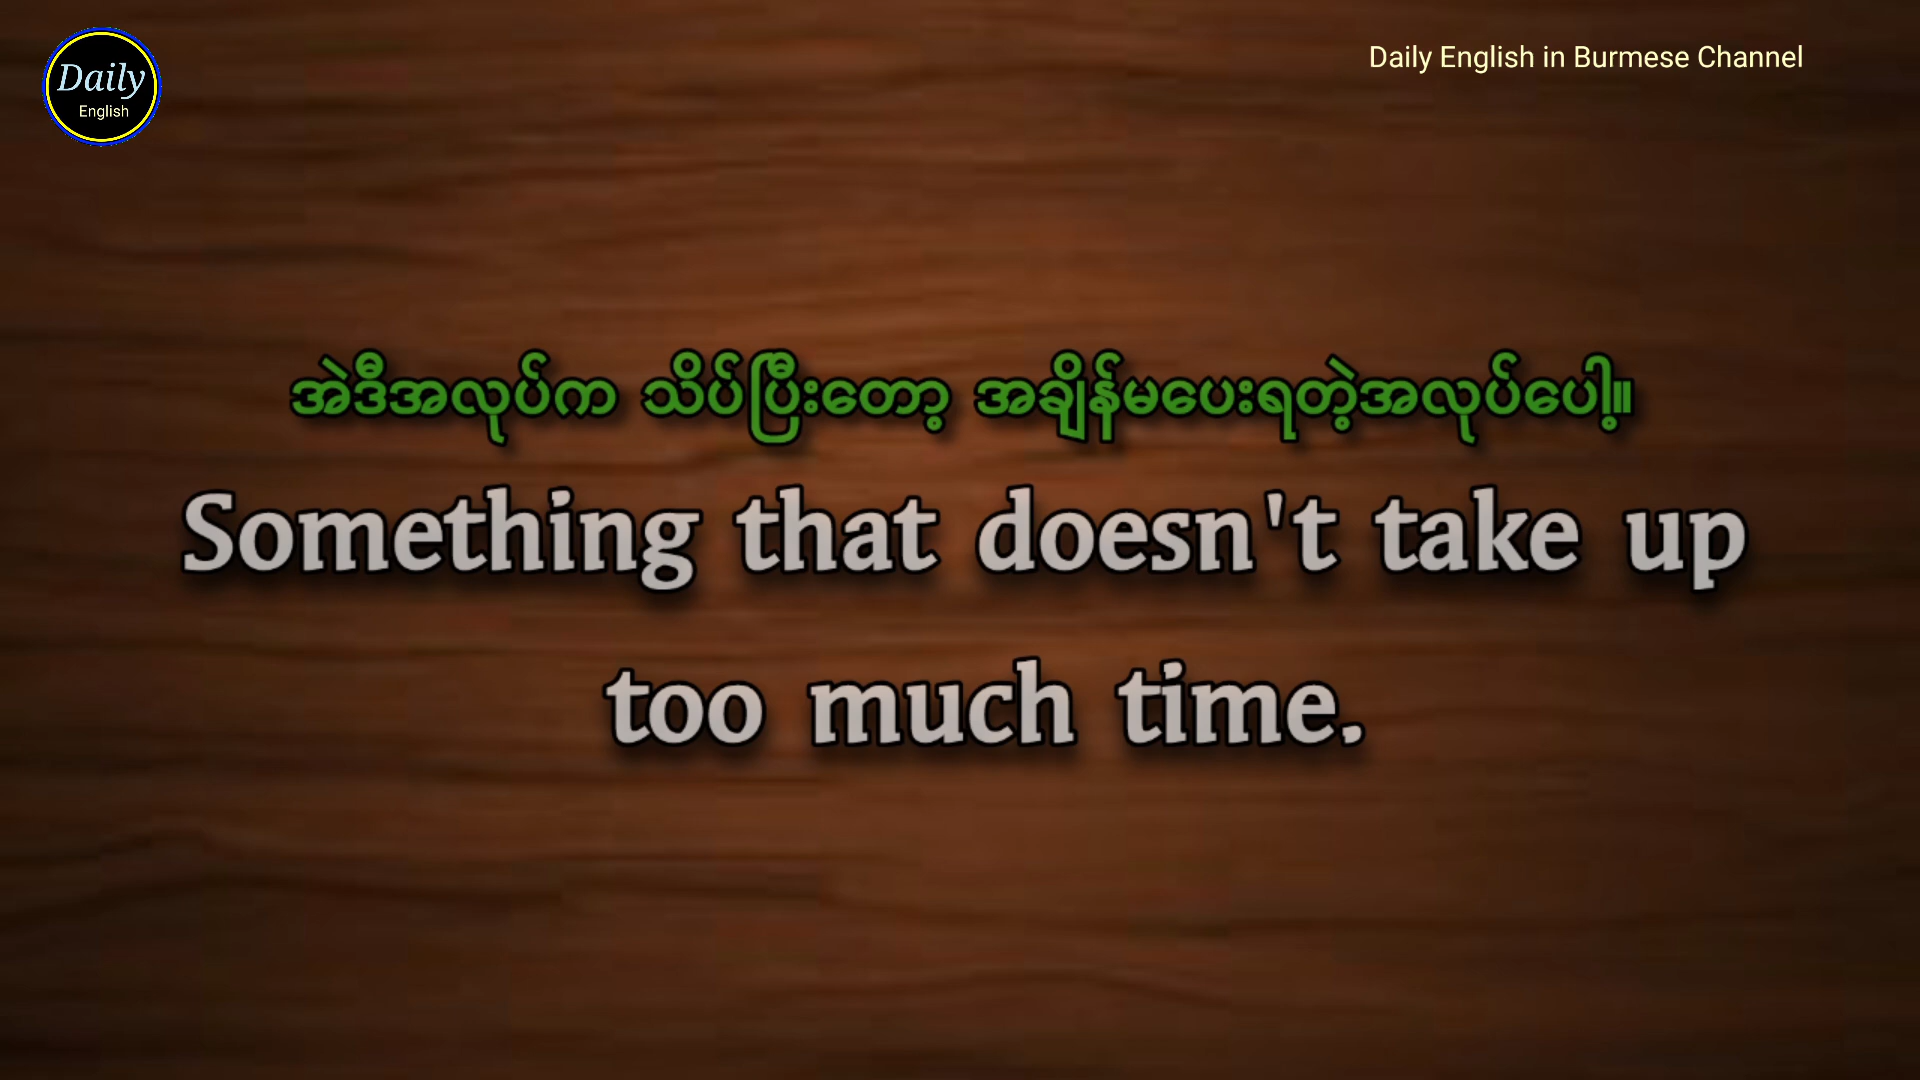 Daily
English
Daily English in Burmese Channel
အဲဒီအလုပ်က သိပ်ပြီးတော့ အချိန်မပေးရတဲ့အလုပ်ပေါ့။
Something that doesn't take up
too much time.